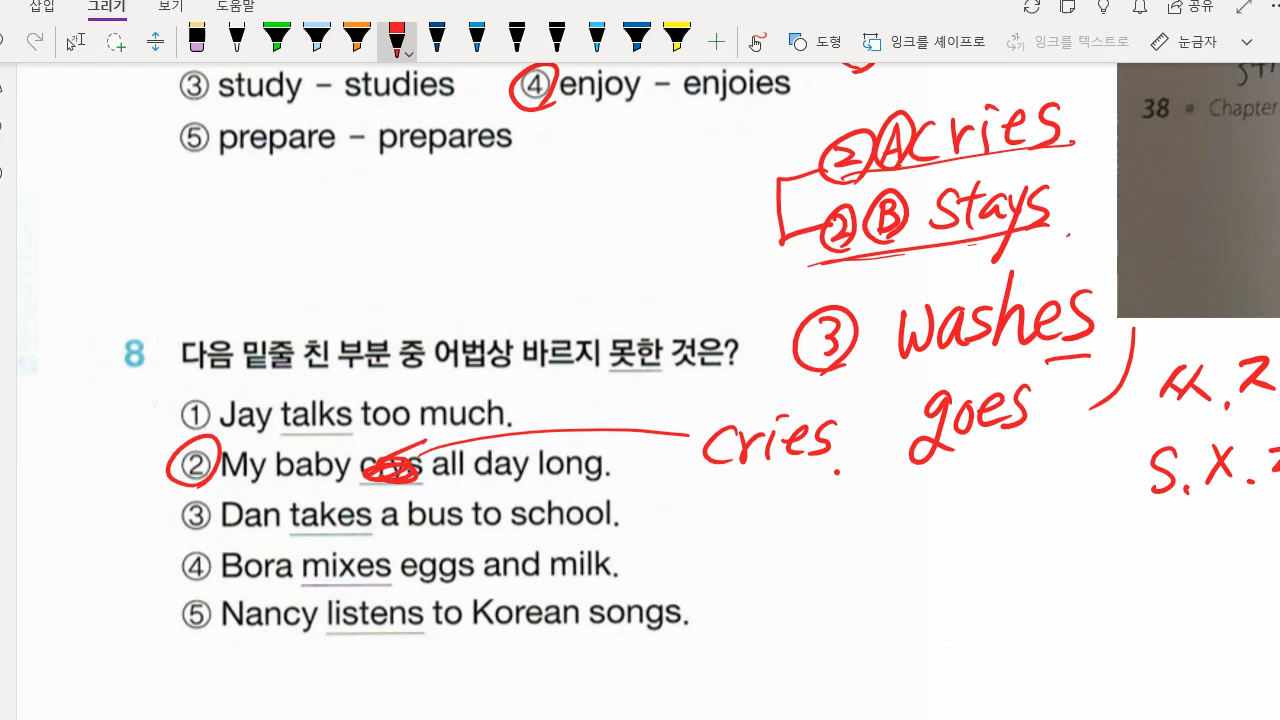 삽입 그리기 보기 도움말
공유
도형 잉크를 셰이프로 잉크를 텍스트로 눈금자
③ study – studies ④ enjoy – enjoies
⑤ prepare – prepares
② Ⓐ cries.
② Ⓑ stays
③ washes
goes
38 • Chapter
8 다음 밑줄 친 부분 중 어법상 바르지 못한 것은?
① Jay talks too much.
② My baby crys all day long.
cries.
③ Dan takes a bus to school.
④ Bora mixes eggs and milk.
⑤ Nancy listens to Korean songs.
S. X.